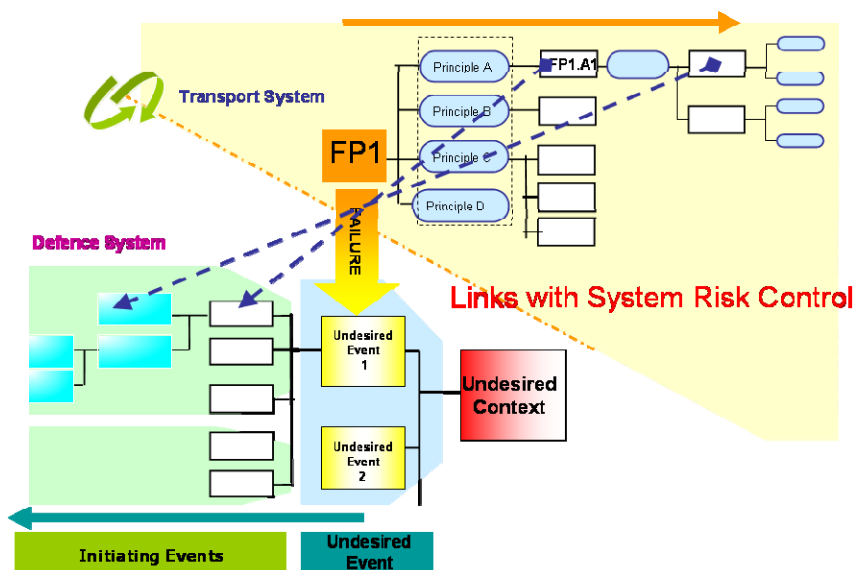 Principle A
FP1.A1
Transport System
Principle B
FP1
Principle C
Principle D
FAILURE
Defence System
Links with System Risk Control
Undesired
Event
1
Undesired
Context
Undesired
Event
2
Initiating Events
Undesired
Event